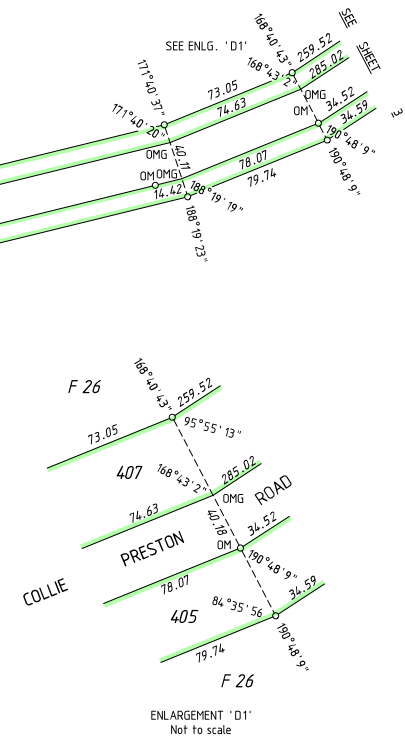 SEE ENLG. 'D1'
SEE
SHEET
3
168°40'43"
259.52
168°43'2"
285.02
171°40'37"
73.05
171°40'20"
74.63
OMG
OM
34.52
34.59
OMG
40.11
190°48'9"
78.07
190°48'9"
OM OMG
14.42
188°19'19"
79.74
188°19'23"
F 26
168°40'43"
259.52
95°55'13"
73.05
407
168°43'2"
285.02
OMG
ROAD
74.63
40.18
34.52
PRESTON
OM
190°48'9"
COLLIE
78.07
84°35'56
34.59
405
190°48'9"
79.74
F 26
ENLARGEMENT 'D1'
Not to scale